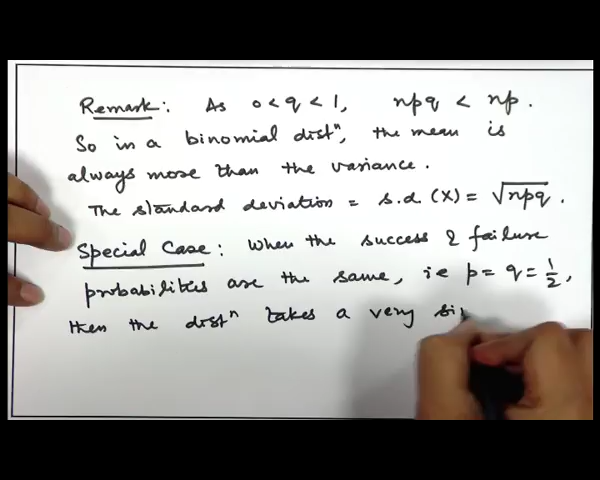 Remark: As 0 < q < 1, npq < np.
So in a binomial distⁿ, the mean is
always more than the variance.
The standard deviation = s.d. (X) = √npq.
Special Case: When the success & failure
probabilities are the same, ie p = q = 1/2,
then the distⁿ takes a very si